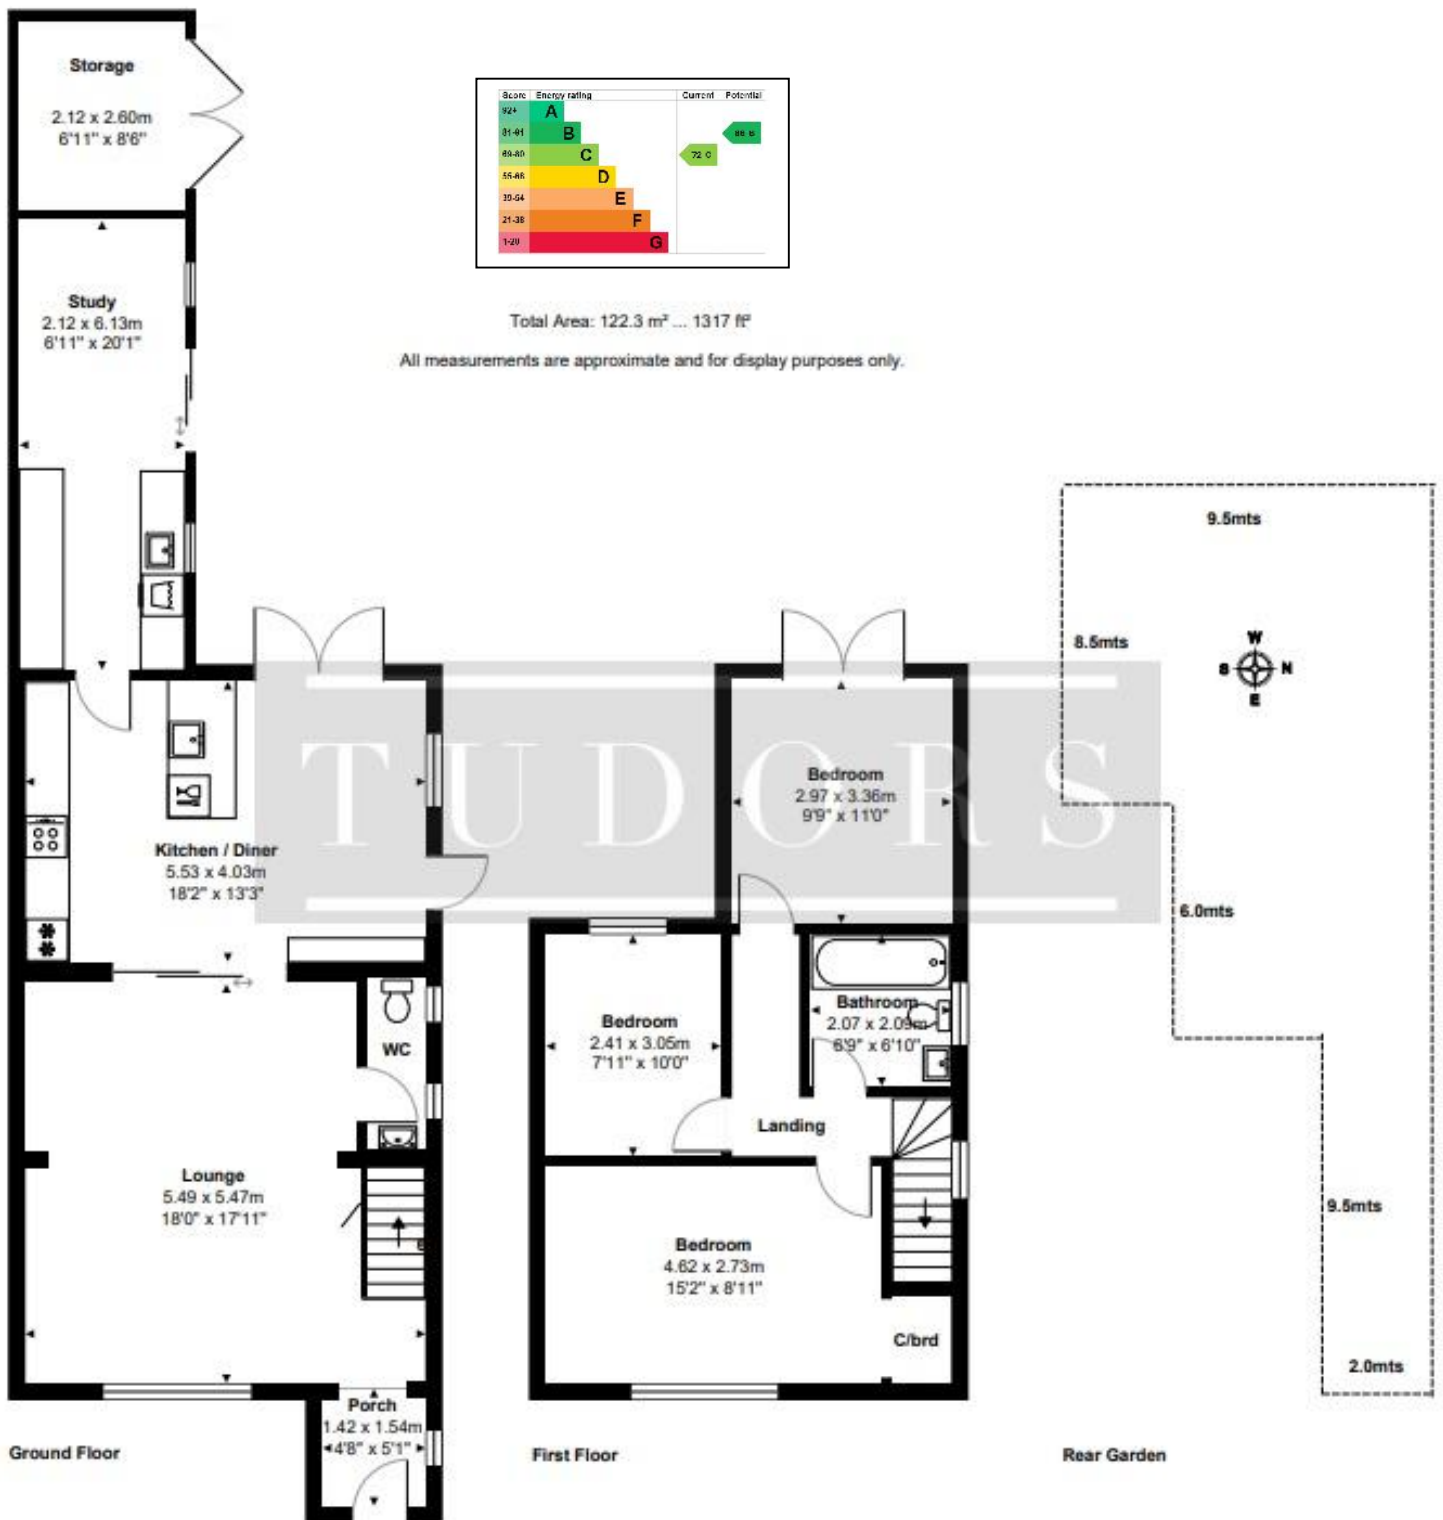 Storage
2.12 x 2.60m
6'11" x 8'6"
Score Energy rating Current Potential
92+ A
81-91 B 86 B
69-80 C 72 C
55-68 D
39-54 E
21-38 F
1-20 G
Study
2.12 x 6.13m
6'11" x 20'1"
Total Area: 122.3 m² ... 1317 ft²
All measurements are approximate and for display purposes only.
9.5mts
8.5mts
W
S N
E
TUDORS
Bedroom
2.97 x 3.36m
9'9" x 11'0"
Kitchen / Diner
5.53 x 4.03m
18'2" x 13'3"
6.0mts
Bathroom
2.07 x 2.09m
6'9" x 6'10"
Bedroom
2.41 x 3.05m
7'11" x 10'0"
WC
Landing
Lounge
5.49 x 5.47m
18'0" x 17'11"
9.5mts
Bedroom
4.62 x 2.73m
15'2" x 8'11"
C/brd
2.0mts
Porch
1.42 x 1.54m
4'8" x 5'1"
Ground Floor
First Floor
Rear Garden